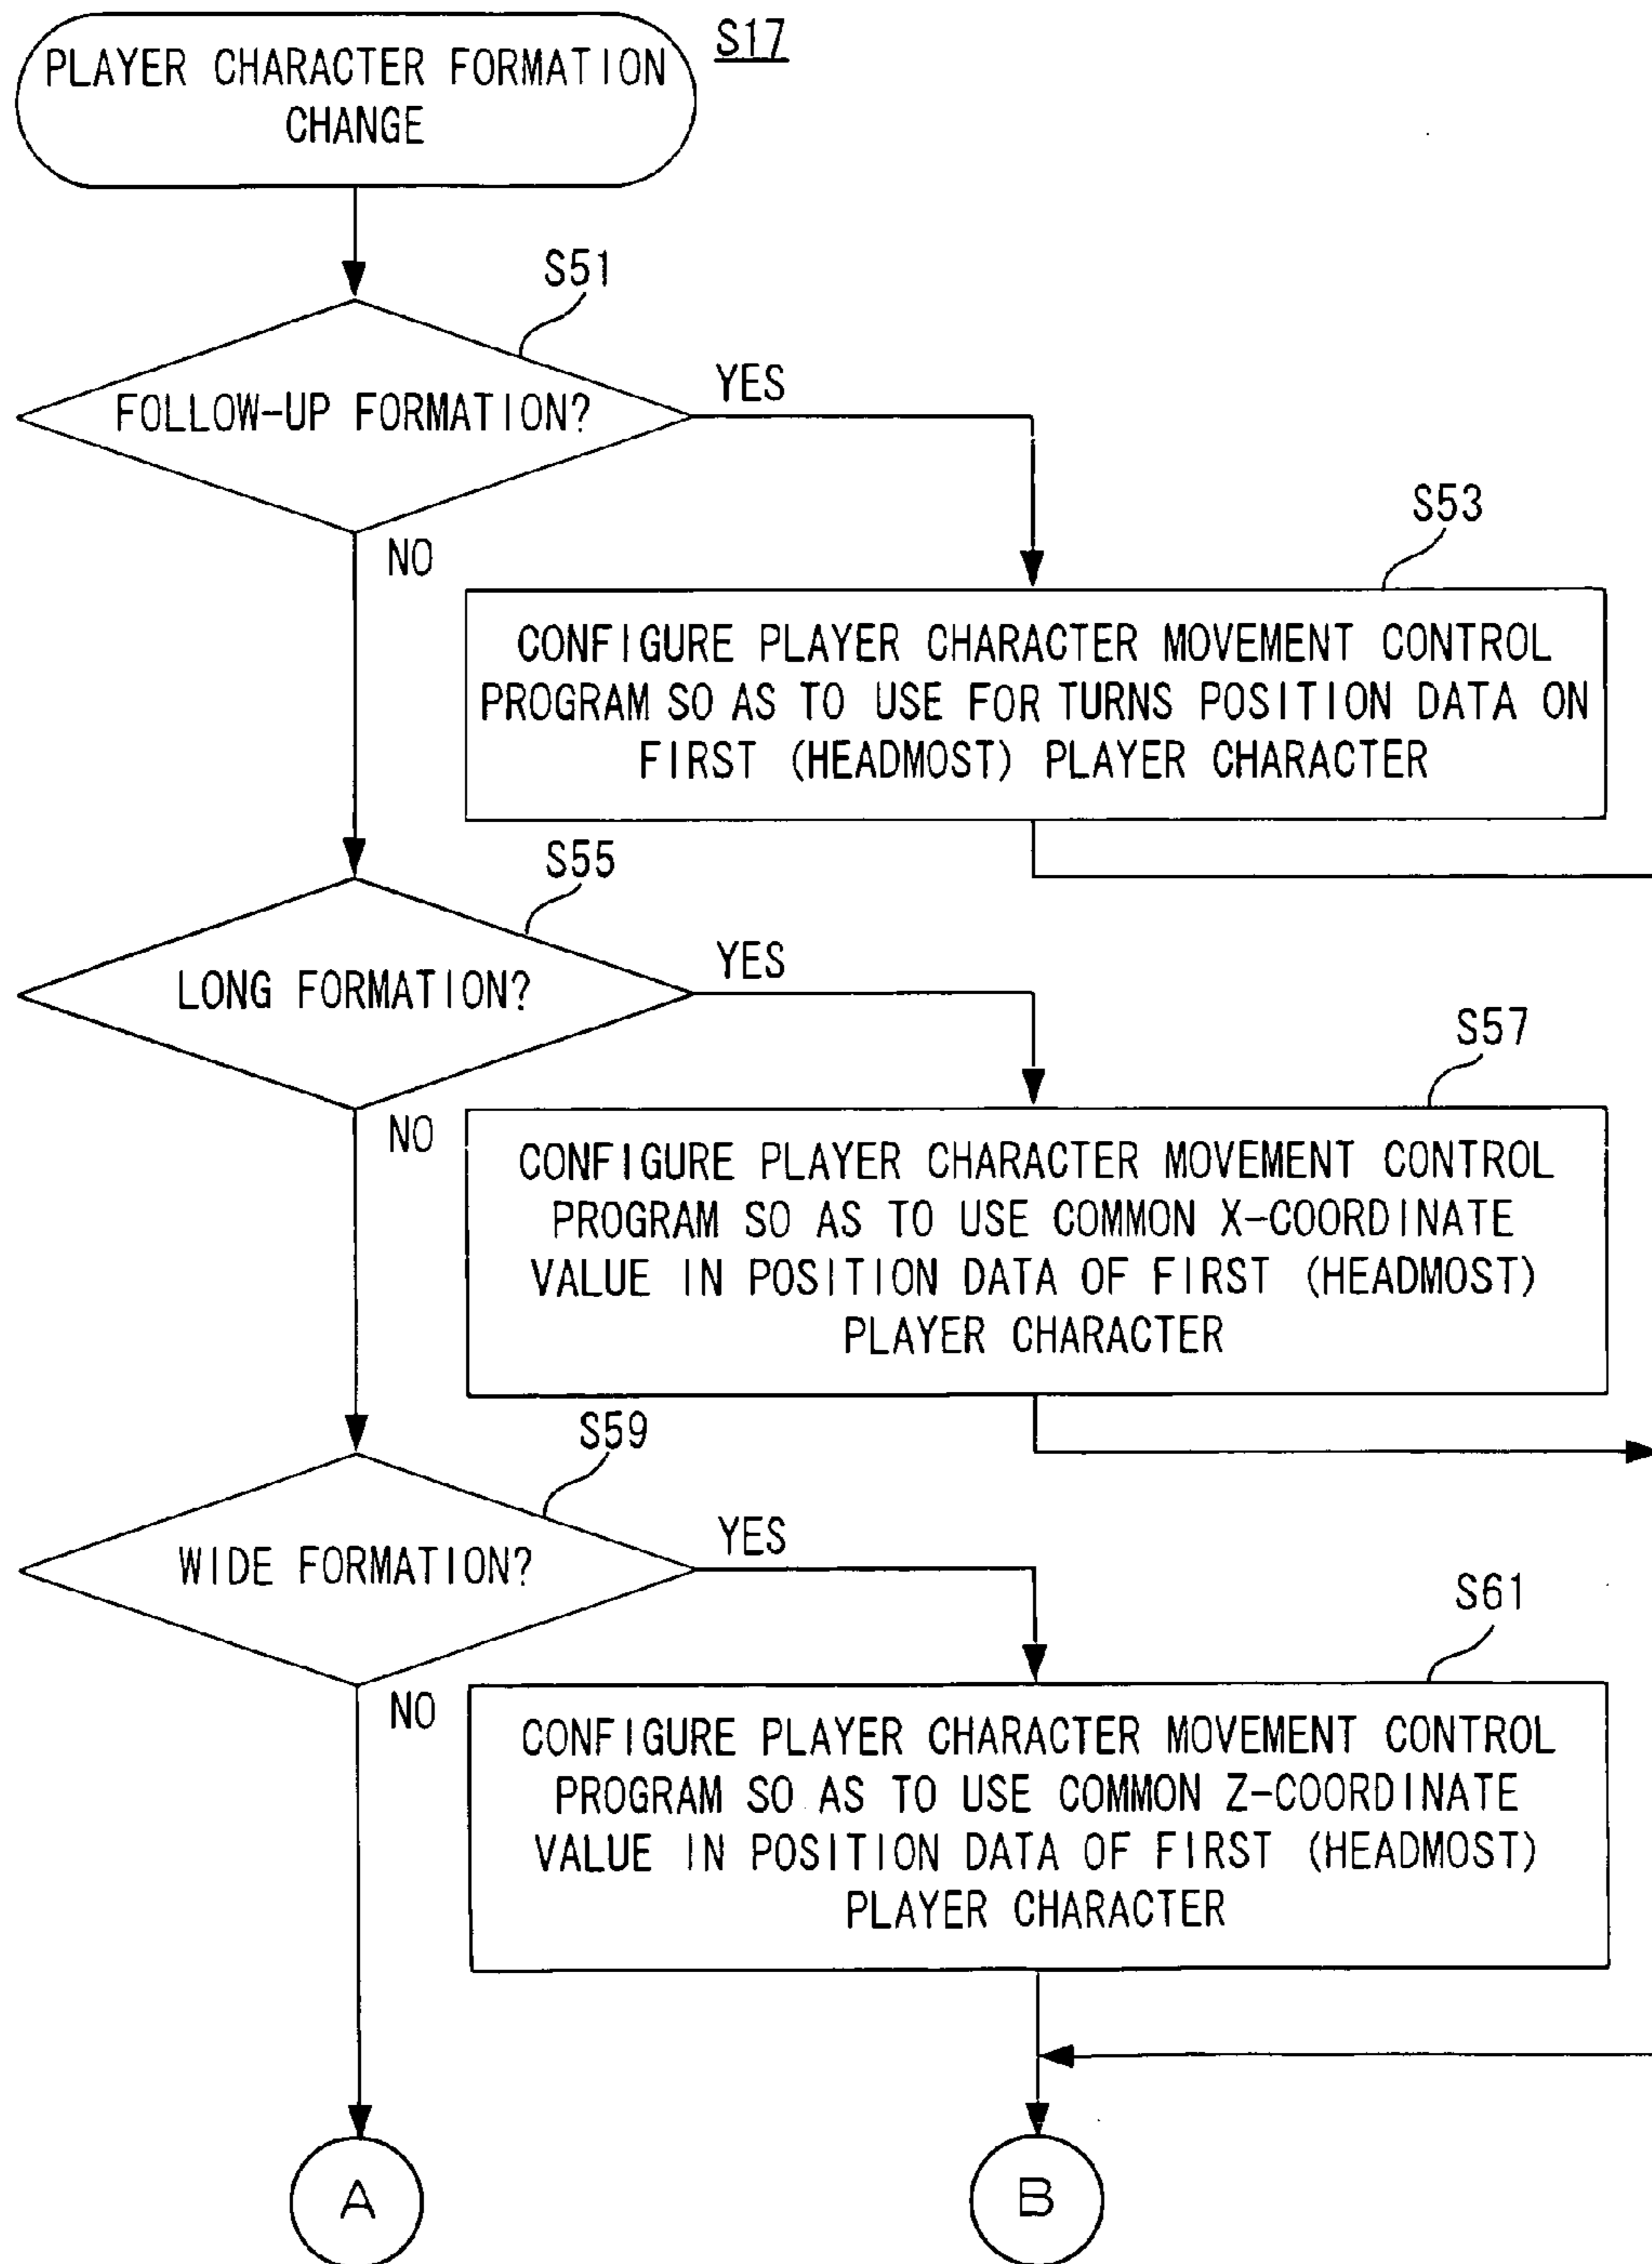 PLAYER CHARACTER FORMATION
CHANGE
S17
S51
FOLLOW-UP FORMATION?
YES
NO
S53
CONFIGURE PLAYER CHARACTER MOVEMENT CONTROL
PROGRAM SO AS TO USE FOR TURNS POSITION DATA ON
FIRST (HEADMOST) PLAYER CHARACTER
S55
LONG FORMATION?
YES
NO
S57
CONFIGURE PLAYER CHARACTER MOVEMENT CONTROL
PROGRAM SO AS TO USE COMMON X-COORDINATE
VALUE IN POSITION DATA OF FIRST (HEADMOST)
PLAYER CHARACTER
S59
WIDE FORMATION?
YES
NO
S61
CONFIGURE PLAYER CHARACTER MOVEMENT CONTROL
PROGRAM SO AS TO USE COMMON Z-COORDINATE
VALUE IN POSITION DATA OF FIRST (HEADMOST)
PLAYER CHARACTER
A
B